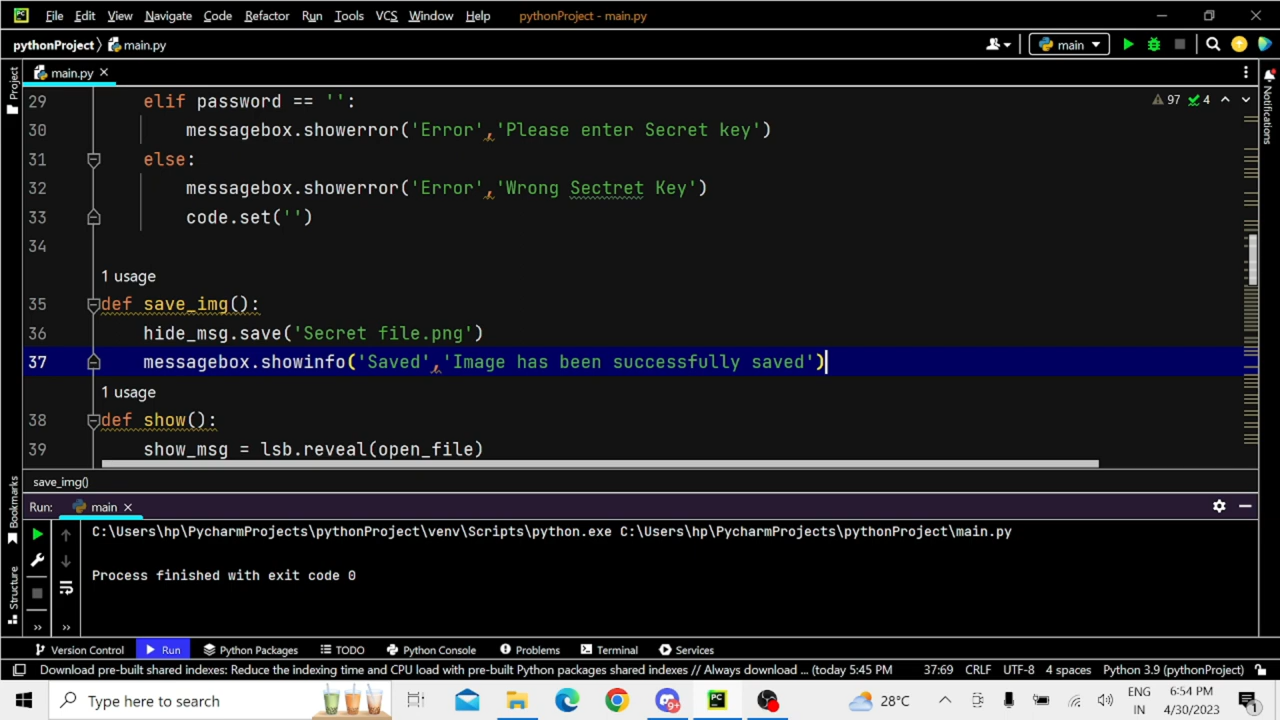 PC File Edit View Navigate Code Refactor Run Tools VCS Window Help pythonProject - main.py
pythonProject main.py main
main.py
Project
Notifications
97 4
29 elif password == '':
30 messagebox.showerror('Error','Please enter Secret key')
31 else:
32 messagebox.showerror('Error','Wrong Sectret Key')
33 code.set('')
34
1 usage
35 def save_img():
36 hide_msg.save('Secret file.png')
37 messagebox.showinfo('Saved','Image has been successfully saved')
1 usage
38 def show():
39 show_msg = lsb.reveal(open_file)
save_img()
Bookmarks
Structure
Run: main
C:\Users\hp\PycharmProjects\pythonProject\venv\Scripts\python.exe C:\Users\hp\PycharmProjects\pythonProject\main.py
Process finished with exit code 0
Version Control Run Python Packages TODO Python Console Problems Terminal Services
Download pre-built shared indexes: Reduce the indexing time and CPU load with pre-built Python packages shared indexes // Always download ... (today 5:45 PM 37:69 CRLF UTF-8 4 spaces Python 3.9 (pythonProject)
Type here to search 9+ PC 28°C ENG IN 6:54 PM 4/30/2023 1